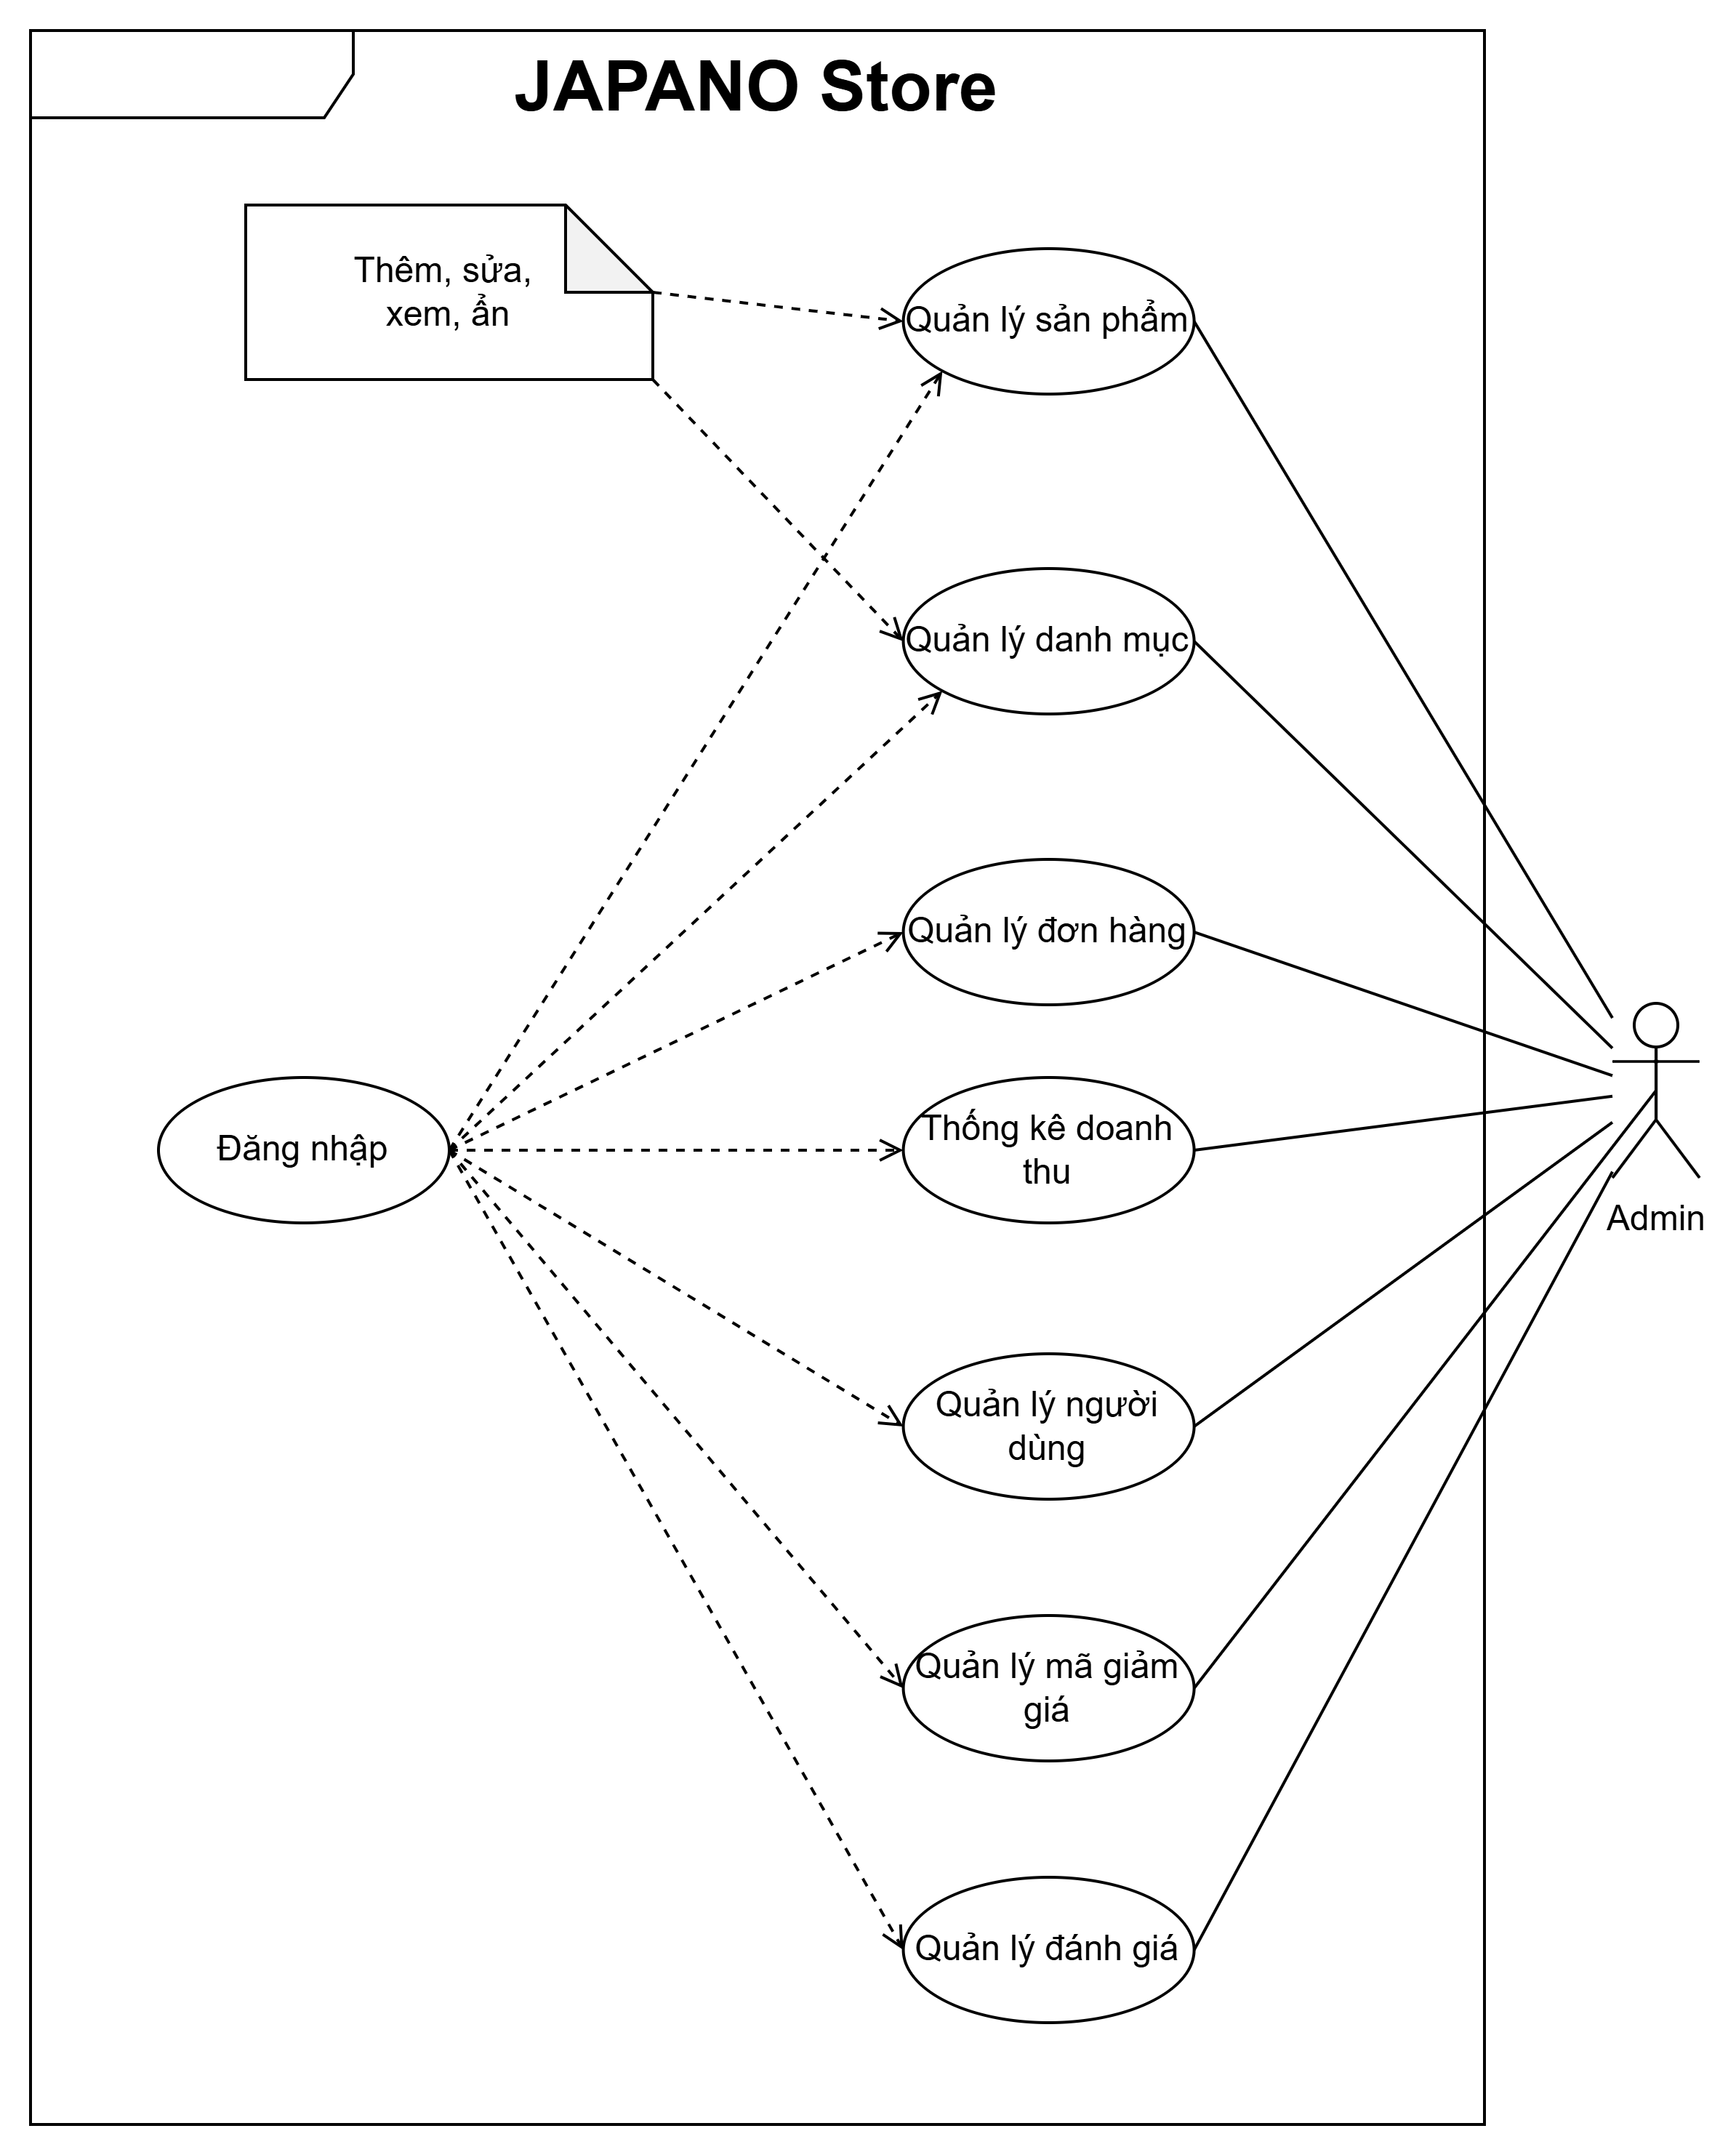 JAPANO Store
Thêm, sửa,
xem, ẩn
Quản lý sản phẩm
Quản lý danh mục
Quản lý đơn hàng
Đăng nhập
Thống kê doanh
thu
Admin
Quản lý người
dùng
Quản lý mã giảm
giá
Quản lý đánh giá